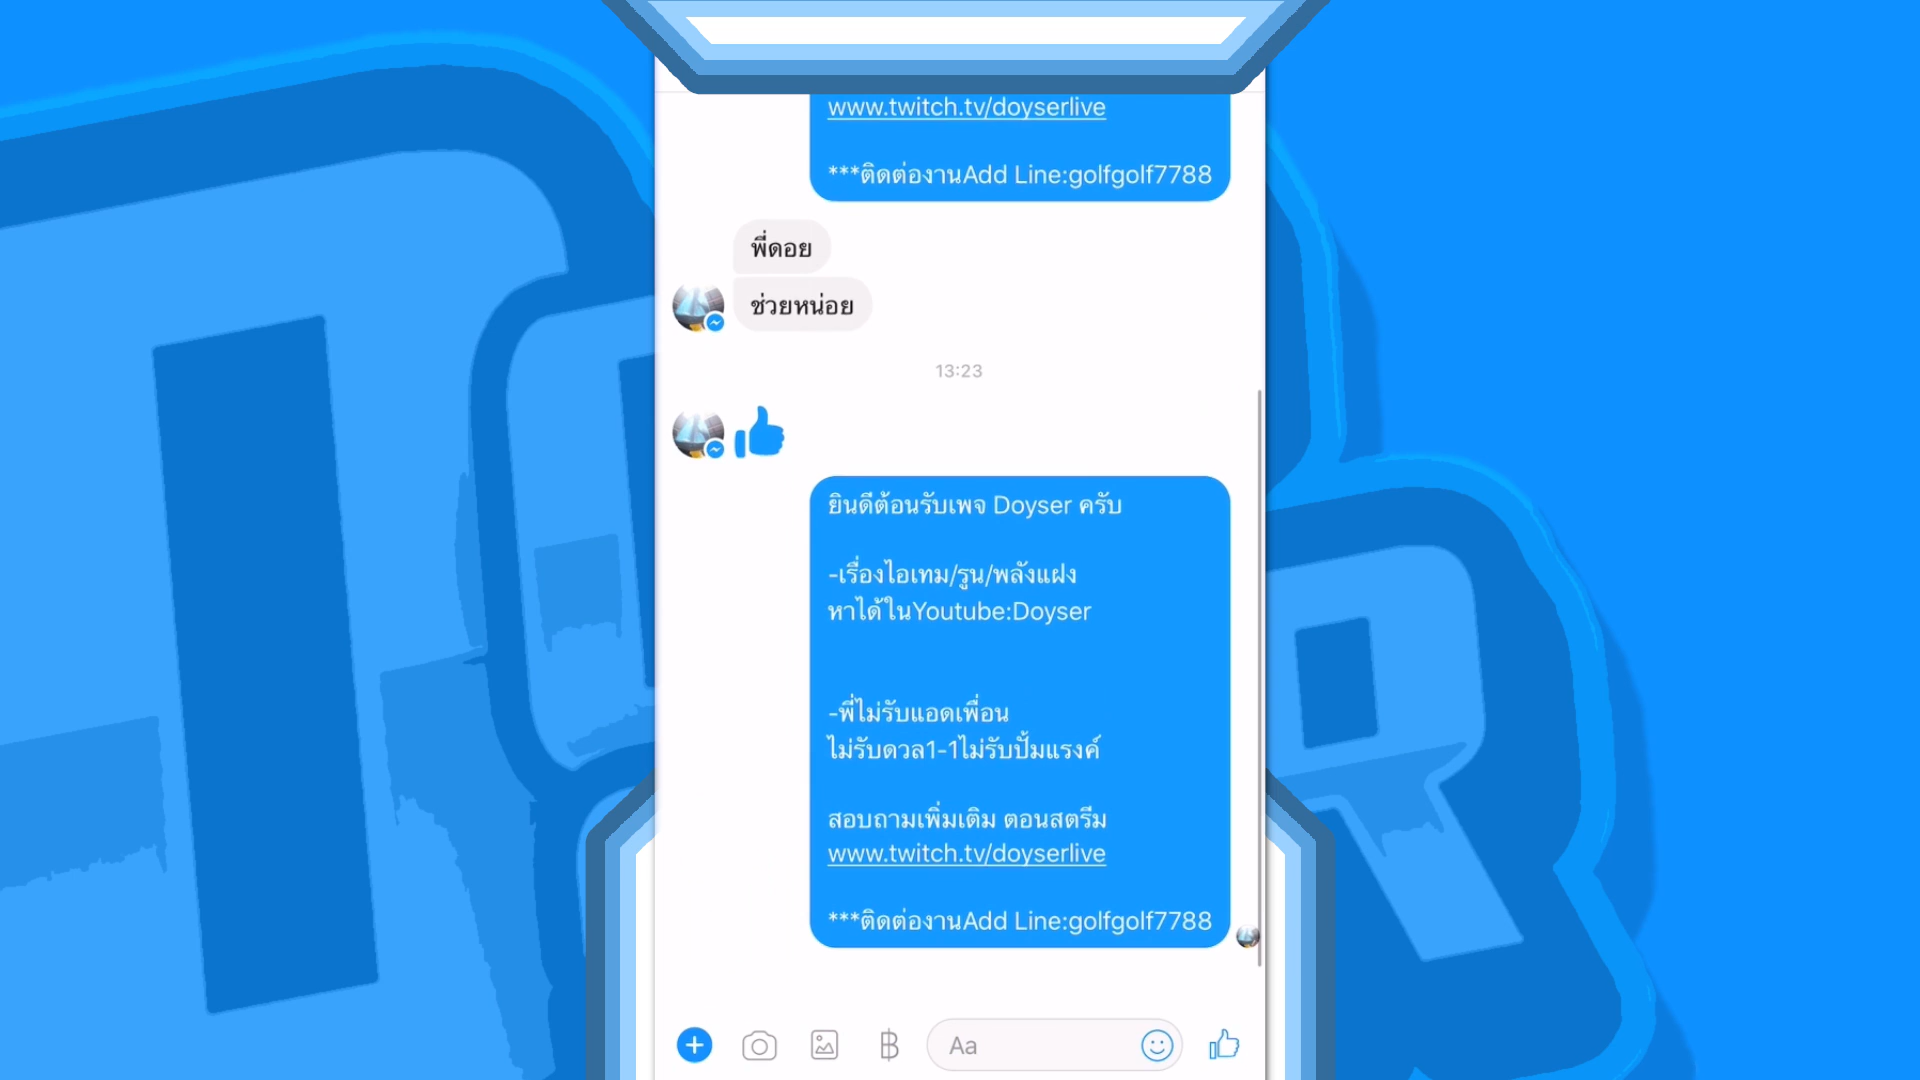 www.twitch.tv/doyserlive
***ติดต่องานAdd Line:golfgolf7788
พี่ดอย
ช่วยหน่อย
13:23
ยินดีต้อนรับเพจ Doyser ครับ
-เรื่องไอเทม/รูน/พลังแฝง
หาได้ในYoutube:Doyser
-พี่ไม่รับแอดเพื่อน
ไม่รับดวล1-1ไม่รับปั้มแรงค์
สอบถามเพิ่มเติม ตอนสตรีม
www.twitch.tv/doyserlive
***ติดต่องานAdd Line:golfgolf7788
Aa